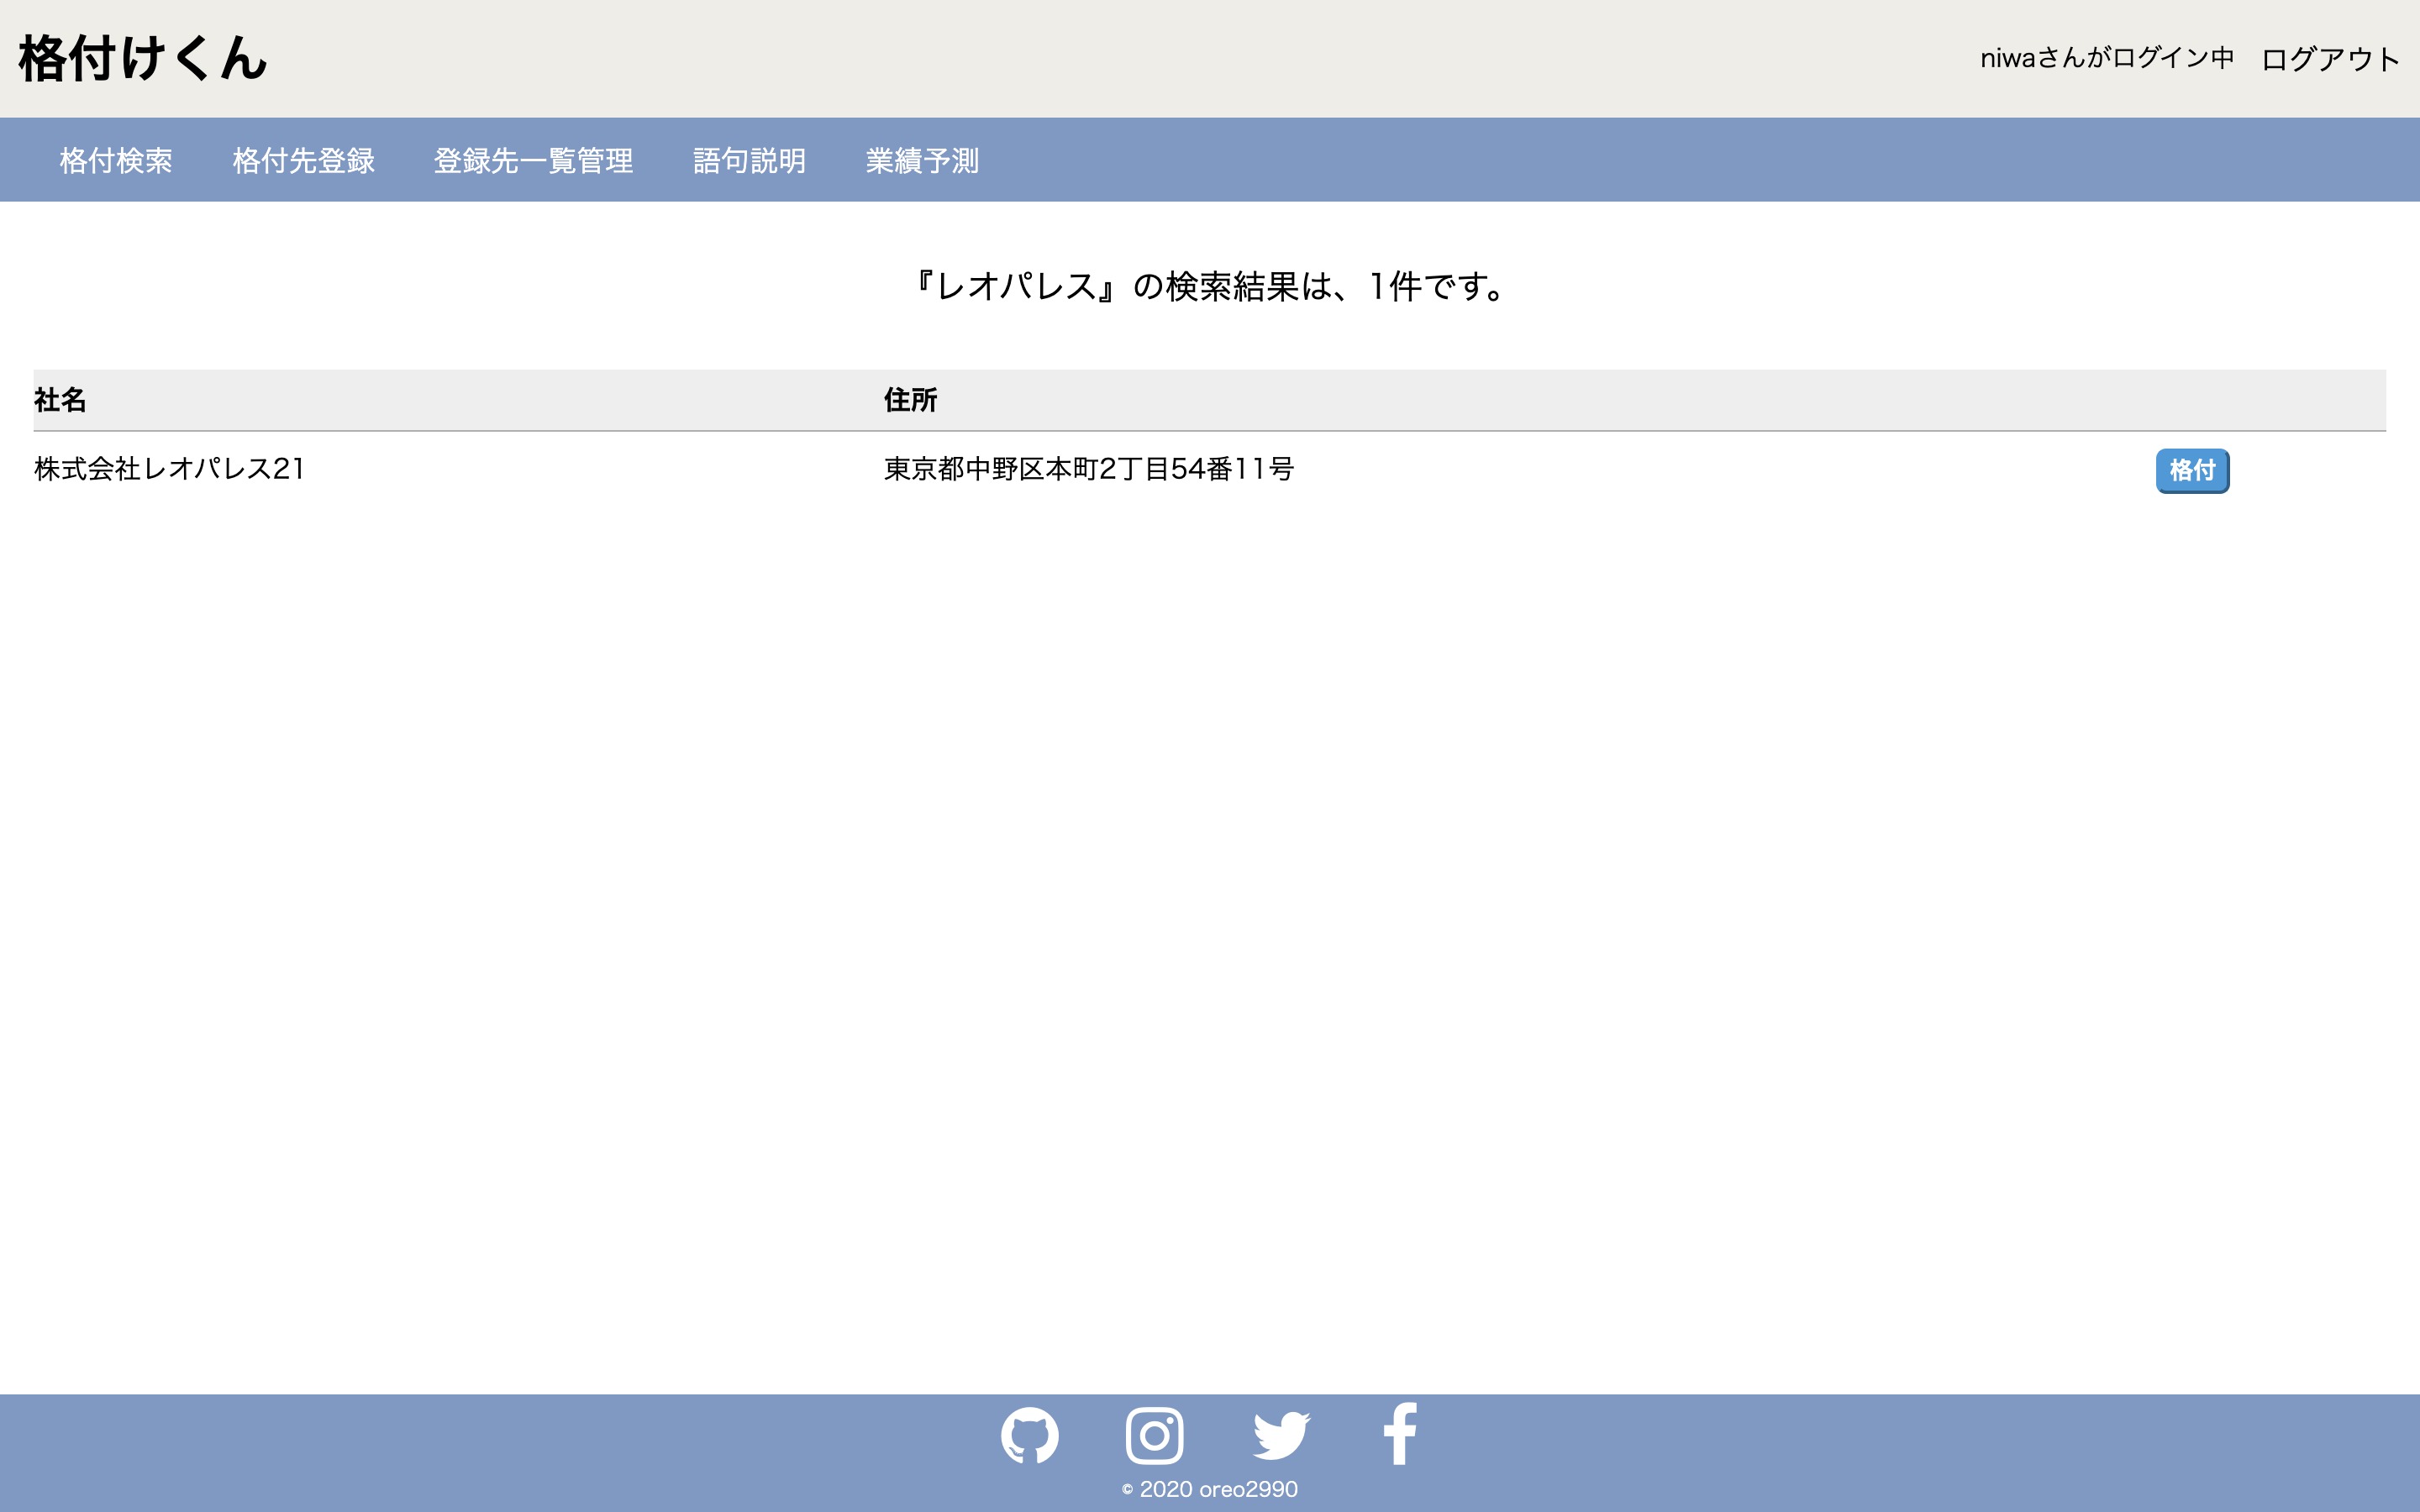 格付けくん
niwaさんがログイン中 ログアウト
格付検索 格付先登録 登録先一覧管理 語句説明 業績予測
『レオパレス』の検索結果は、1件です。
社名 住所
株式会社レオパレス21 東京都中野区本町2丁目54番11号 格付
© 2020 oreo2990